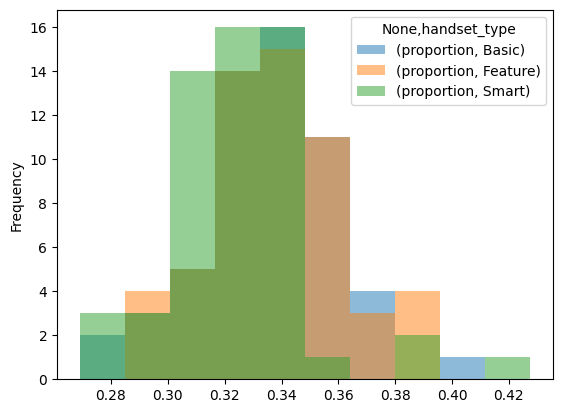 None,handset_type
(proportion, Basic)
(proportion, Feature)
(proportion, Smart)
Frequency
16
14
12
10
8
6
4
2
0
0.28 0.30 0.32 0.34 0.36 0.38 0.40 0.42